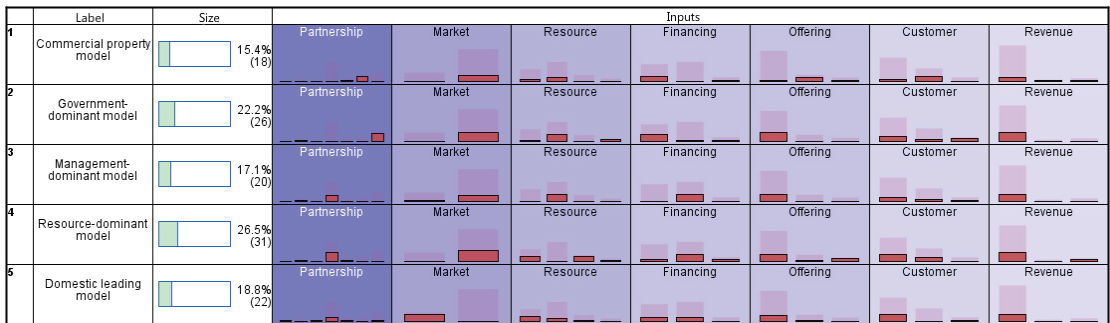 Label Size Inputs
1 Commercial property model 15.4% (18) Partnership Market Resource Financing Offering Customer Revenue
2 Government-dominant model 22.2% (26) Partnership Market Resource Financing Offering Customer Revenue
3 Management-dominant model 17.1% (20) Partnership Market Resource Financing Offering Customer Revenue
4 Resource-dominant model 26.5% (31) Partnership Market Resource Financing Offering Customer Revenue
5 Domestic leading model 18.8% (22) Partnership Market Resource Financing Offering Customer Revenue